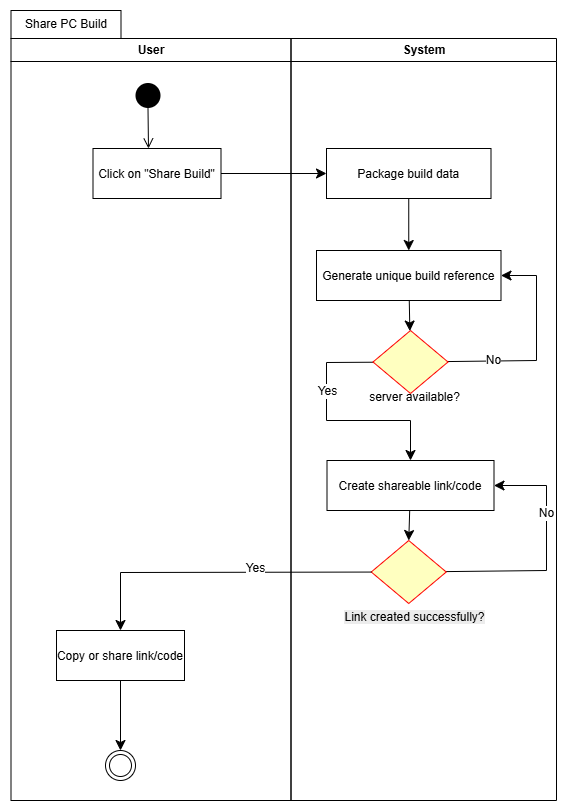 Share PC Build
User
System
Click on "Share Build"
Package build data
Generate unique build reference
No
Yes
server available?
Create shareable link/code
No
Yes
Link created successfully?
Copy or share link/code